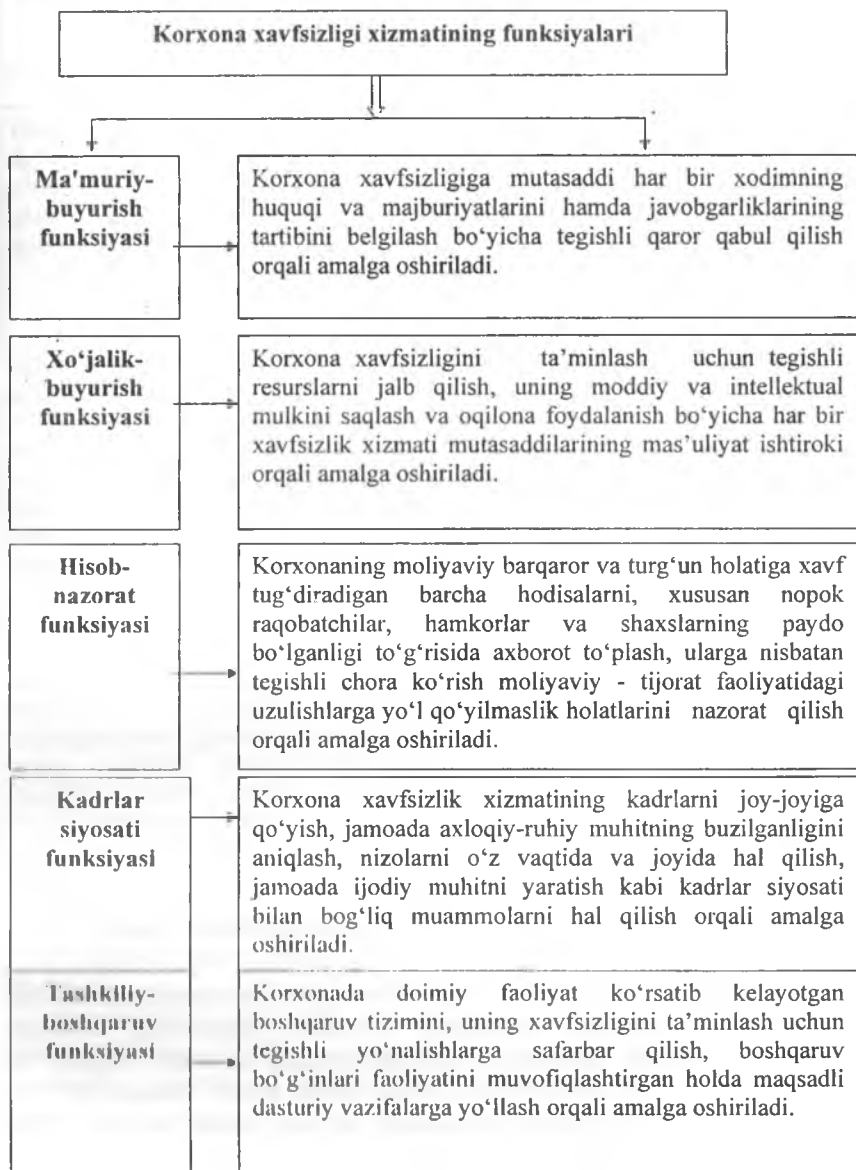 Korxona xavfsizligi xizmatining funksiyalari
Ma'muriy-
buyurish
funksiyasi
Korxona xavfsizligiga mutasaddi har bir xodimning
huquqi va majburiyatlarini hamda javobgarliklarining
tartibini belgilash bo‘yicha tegishli qaror qabul qilish
orqali amalga oshiriladi.
Xo‘jalik-
buyurish
funksiyasi
Korxona xavfsizligini ta’minlash uchun tegishli
resurslarni jalb qilish, uning moddiy va intellektual
mulkini saqlash va oqilona foydalanish bo‘yicha har bir
xavfsizlik xizmati mutasaddilarining mas’uliyat ishtiroki
orqali amalga oshiriladi.
Hisob-
nazorat
funksiyasi
Korxonaning moliyaviy barqaror va turg‘un holatiga xavf
tug‘diradigan barcha hodisalarni, xususan nopok
raqobatchilar, hamkorlar va shaxslarning paydo
bo‘lganligi to‘g‘risida axborot to‘plash, ularga nisbatan
tegishli chora ko‘rish moliyaviy - tijorat faoliyatidagi
uzulishlarga yo‘l qo‘yilmaslik holatlarini nazorat qilish
orqali amalga oshiriladi.
Kadrlar
siyosati
funksiyasi
Korxona xavfsizlik xizmatining kadrlarni joy-joyiga
qo‘yish, jamoada axloqiy-ruhiy muhitning buzilganligini
aniqlash, nizolarni o‘z vaqtida va joyida hal qilish,
jamoada ijodiy muhitni yaratish kabi kadrlar siyosati
bilan bog‘liq muammolarni hal qilish orqali amalga
oshiriladi.
Tashkiliy-
boshqaruv
funksiyasi
Korxonada doimiy faoliyat ko‘rsatib kelayotgan
boshqaruv tizimini, uning xavfsizligini ta’minlash uchun
tegishli yo‘nalishlarga safarbar qilish, boshqaruv
bo‘g‘inlari faoliyatini muvofiqlashtirgan holda maqsadli
dasturiy vazifalarga yo‘llash orqali amalga oshiriladi.